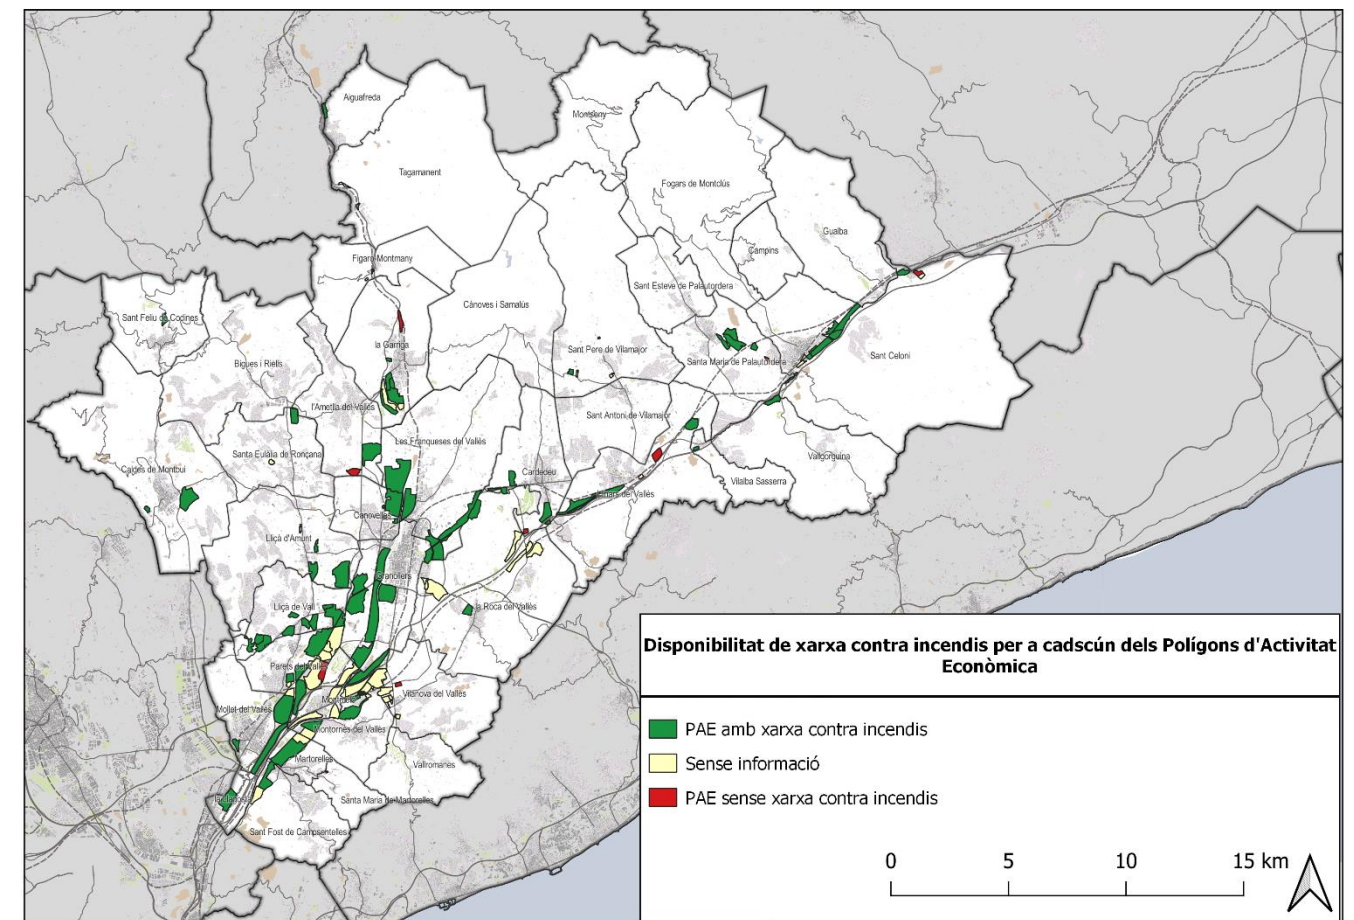 Aiguafreda
Montseny
Tagamanent
Fogars de Montclús
Gualba
Campins
Figaró-Montmany
Sant Esteve de Palautordera
Cànoves i Samalús
Sant Feliu de Codines
la Garriga
Sant Pere de Vilamajor
Sant Celoni
Santa Maria de Palautordera
Bigues i Riells
l'Ametlla del Vallès
Sant Antoni de Vilamajor
Les Franqueses del Vallès
Santa Eulàlia de Ronçana
Vallgorguina
Caldes de Montbui
Cardedeu
Vilalba Sasserra
Llinars del Vallès
Canovelles
Lliçà d'Amunt
Granollers
Lliçà de Vall
la Roca del Vallès
Parets del Vallès
Vilanova del Vallès
Mollet del Vallès
Montornès del Vallès
Martorelles
Vallromanes
Santa Maria de Martorelles
Sant Fost de Campsentelles
Disponibilitat de xarxa contra incendis per a cadscún dels Polígons d'Activitat
Econòmica
PAE amb xarxa contra incendis
Sense informació
PAE sense xarxa contra incendis
0 5 10 15 km